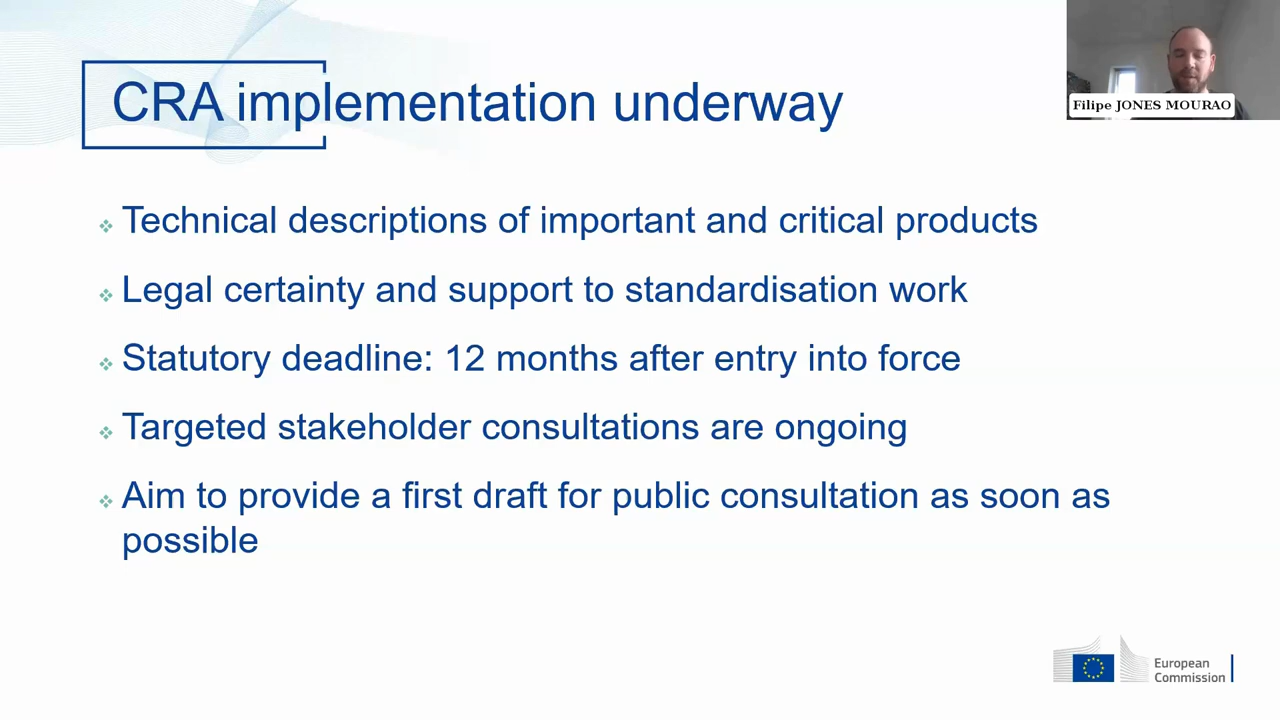 CRA implementation underway
Filipe JONES MOURAO
Technical descriptions of important and critical products
Legal certainty and support to standardisation work
Statutory deadline: 12 months after entry into force
Targeted stakeholder consultations are ongoing
Aim to provide a first draft for public consultation as soon as
possible
European
Commission